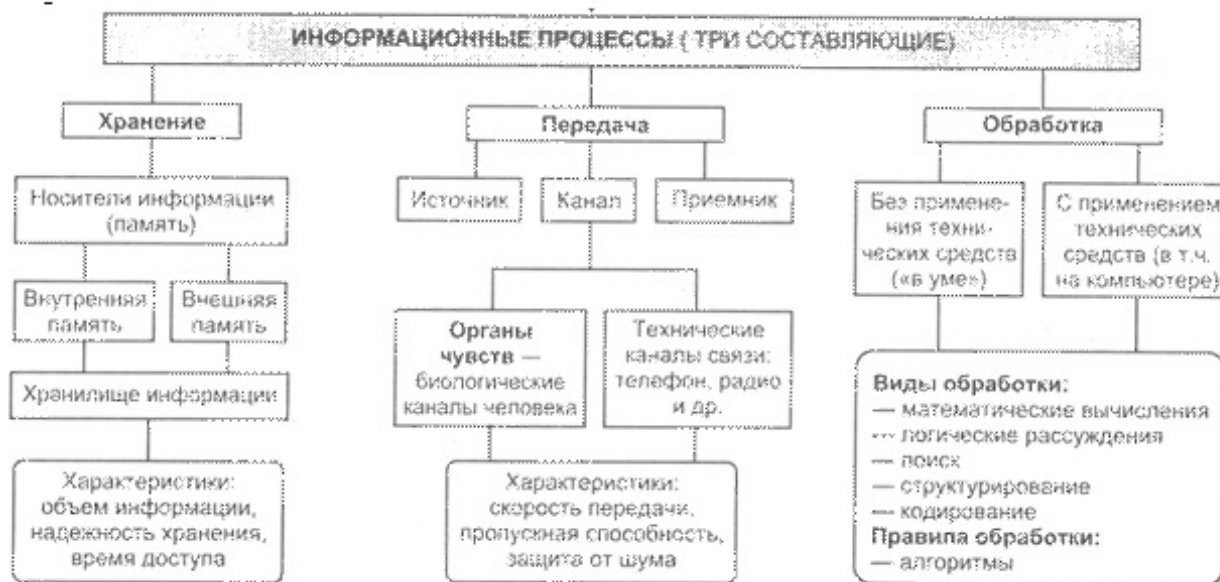 ИНФОРМАЦИОННЫЕ ПРОЦЕССЫ ( ТРИ СОСТАВЛЯЮЩИЕ)
Хранение
Передача
Обработка
Носители информации
(память)
Источник
Канал
Приемник
Без примене-
ния техни-
ческих средств
(«в уме»)
С применением
технических
средств (в т.ч.
на компьютере)
Внутренняя
память
Внешняя
память
Органы
чувств —
биологические
каналы человека
Технические
каналы связи:
телефон, радио
и др.
Хранилище информации
Виды обработки:
— математические вычисления
— логические рассуждения
— поиск
— структурирование
— кодирование
Правила обработки:
— алгоритмы
Характеристики:
объем информации,
надежность хранения,
время доступа
Характеристики:
скорость передачи,
пропускная способность,
защита от шума